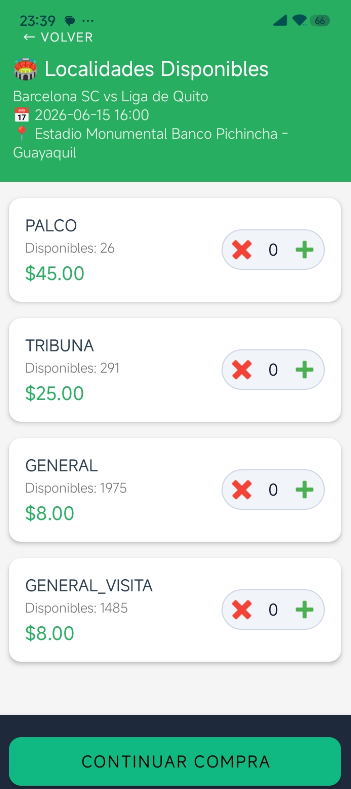 23:39 66
← VOLVER
Localidades Disponibles
Barcelona SC vs Liga de Quito
2026-06-15 16:00
Estadio Monumental Banco Pichincha -
Guayaquil
PALCO
Disponibles: 26
$45.00
0
TRIBUNA
Disponibles: 291
$25.00
0
GENERAL
Disponibles: 1975
$8.00
0
GENERAL_VISITA
Disponibles: 1485
$8.00
0
CONTINUAR COMPRA